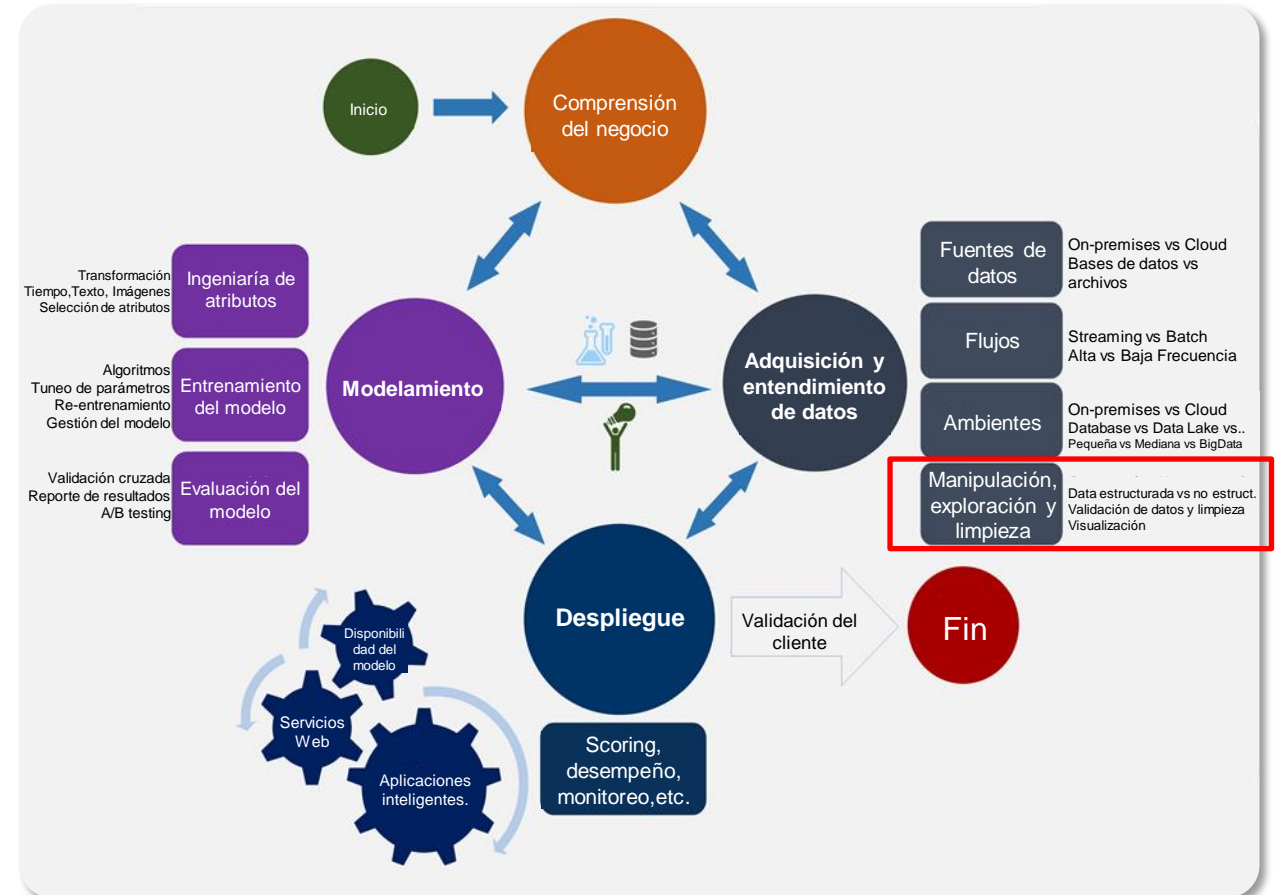 Inicio
Comprensión
del negocio
Transformación
Tiempo,Texto, Imágenes
Selección de atributos
Ingeniaría de
atributos
Algoritmos
Tuneo de parámetros
Re-entrenamiento
Gestión del modelo
Entrenamiento
del modelo
Validación cruzada
Reporte de resultados
A/B testing
Evaluación del
modelo
Modelamiento
Adquisición y
entendimiento
de datos
Fuentes de
datos
On-premises vs Cloud
Bases de datos vs
archivos
Flujos
Streaming vs Batch
Alta vs Baja Frecuencia
Ambientes
On-premises vs Cloud
Database vs Data Lake vs..
Pequeña vs Mediana vs BigData
Manipulación,
exploración y
limpieza
Data estructurada vs no estruct.
Validación de datos y limpieza
Visualización
Despliegue
Validación del
cliente
Fin
Disponibili
dad del
modelo
Servicios
Web
Aplicaciones
inteligentes.
Scoring,
desempeño,
monitoreo,etc.